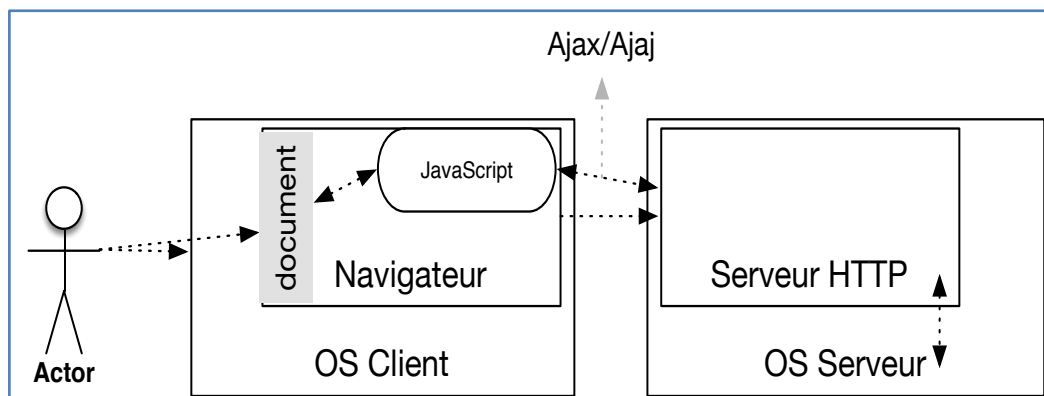 Ajax/Ajaj
JavaScript
document
Navigateur
Serveur HTTP
OS Client
OS Serveur
Actor